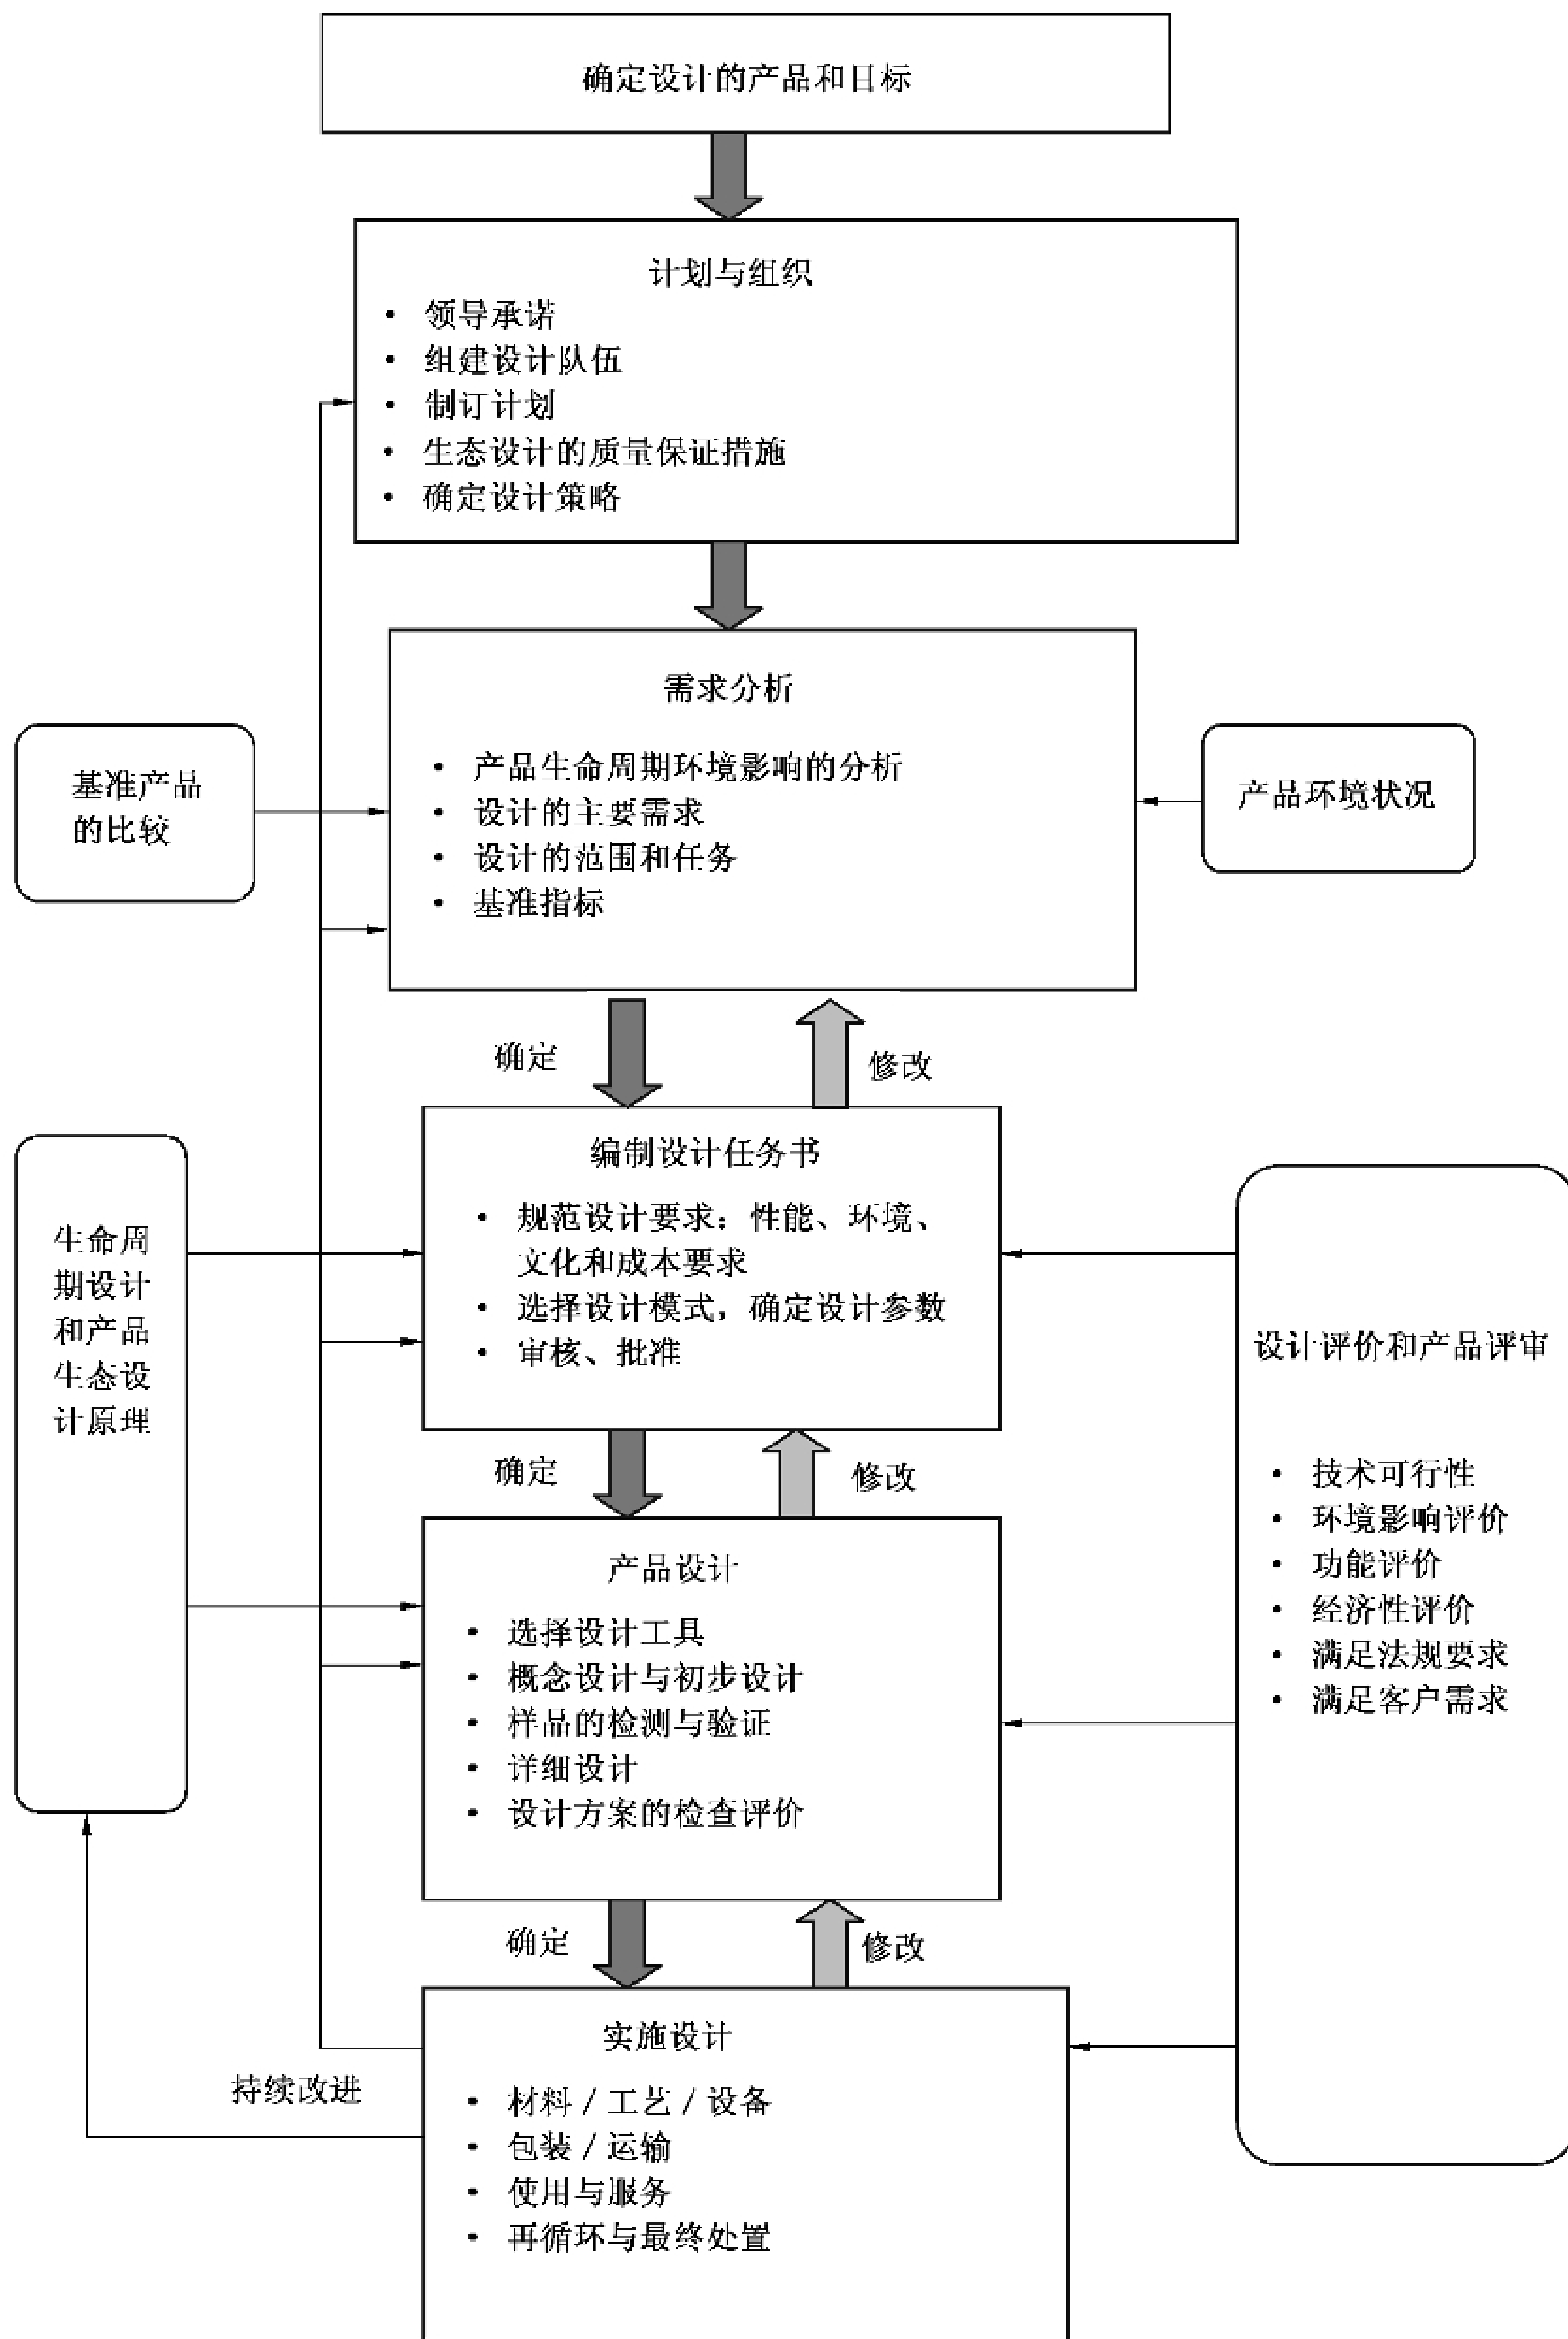 确定设计的产品和目标
计划与组织
• 领导承诺
• 组建设计队伍
• 制订计划
• 生态设计的质量保证措施
• 确定设计策略
需求分析
• 产品生命周期环境影响的分析
• 设计的主要需求
• 设计的范围和任务
• 基准指标
基准产品
的比较
产品环境状况
确定
修改
编制设计任务书
• 规范设计要求：性能、环境、
文化和成本要求
• 选择设计模式，确定设计参数
• 审核、批准
生命周
期设计
和产品
生态设
计原理
设计评价和产品评审
• 技术可行性
• 环境影响评价
• 功能评价
• 经济性评价
• 满足法规要求
• 满足客户需求
确定
修改
产品设计
• 选择设计工具
• 概念设计与初步设计
• 样品的检测与验证
• 详细设计
• 设计方案的检查评价
确定
修改
实施设计
• 材料/工艺/设备
• 包装/运输
• 使用与服务
• 再循环与最终处置
持续改进